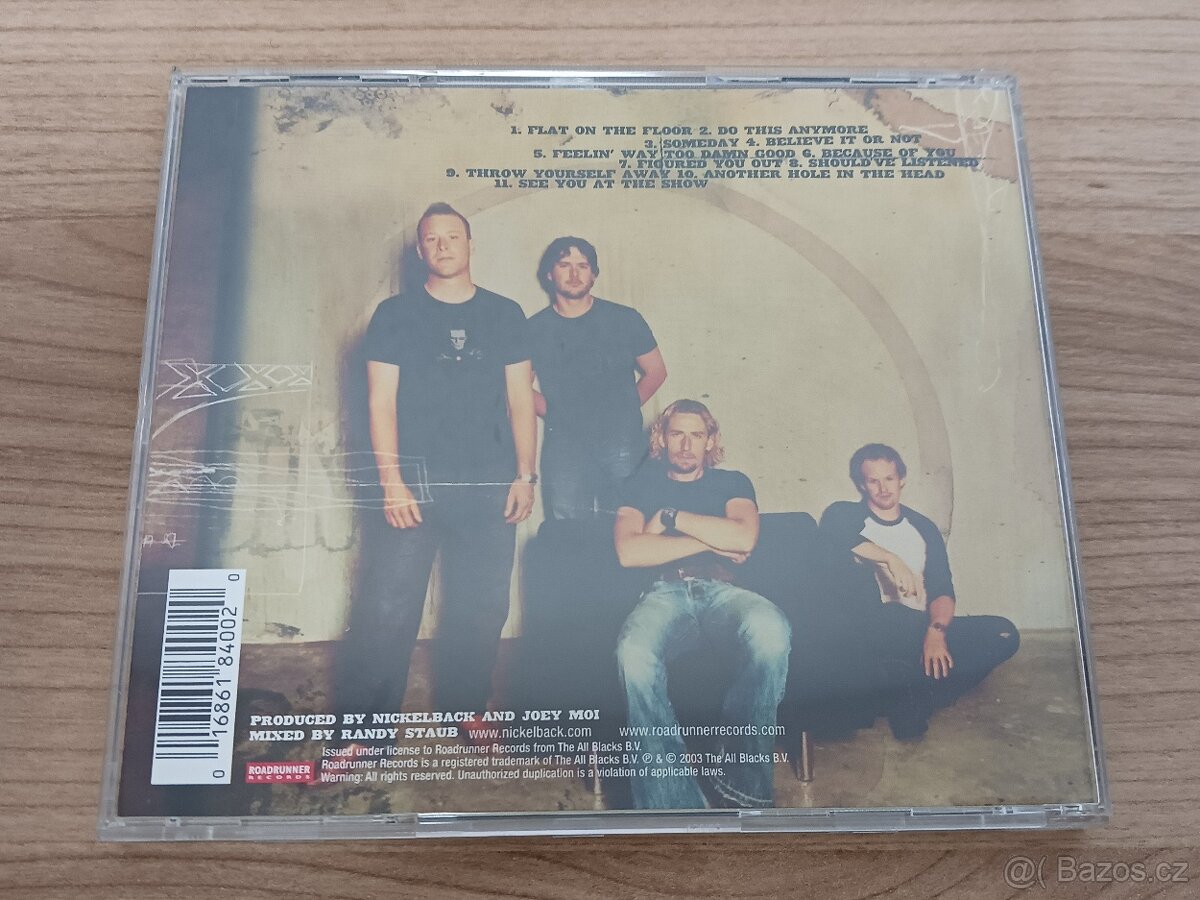 1. FLAT ON THE FLOOR 2. DO THIS ANYMORE
3. SOMEDAY 4. BELIEVE IT OR NOT
5. FEELIN' WAY TOO DAMN GOOD 6. BECAUSE OF YOU
7. FIGURED YOU OUT 8. SHOULD'VE LISTENED
9. THROW YOURSELF AWAY 10. ANOTHER HOLE IN THE HEAD
11. SEE YOU AT THE SHOW
0 16861 84002 0
PRODUCED BY NICKELBACK AND JOEY MOI
MIXED BY RANDY STAUB www.nickelback.com www.roadrunnerrecords.com
Issued under license to Roadrunner Records from The All Blacks B.V.
Roadrunner Records is a registered trademark of The All Blacks B.V. ℗ & © 2003 The All Blacks B.V.
Warning: All rights reserved. Unauthorized duplication is a violation of applicable laws.
ROADRUNNER
RECORDS
@( Bazos.cz